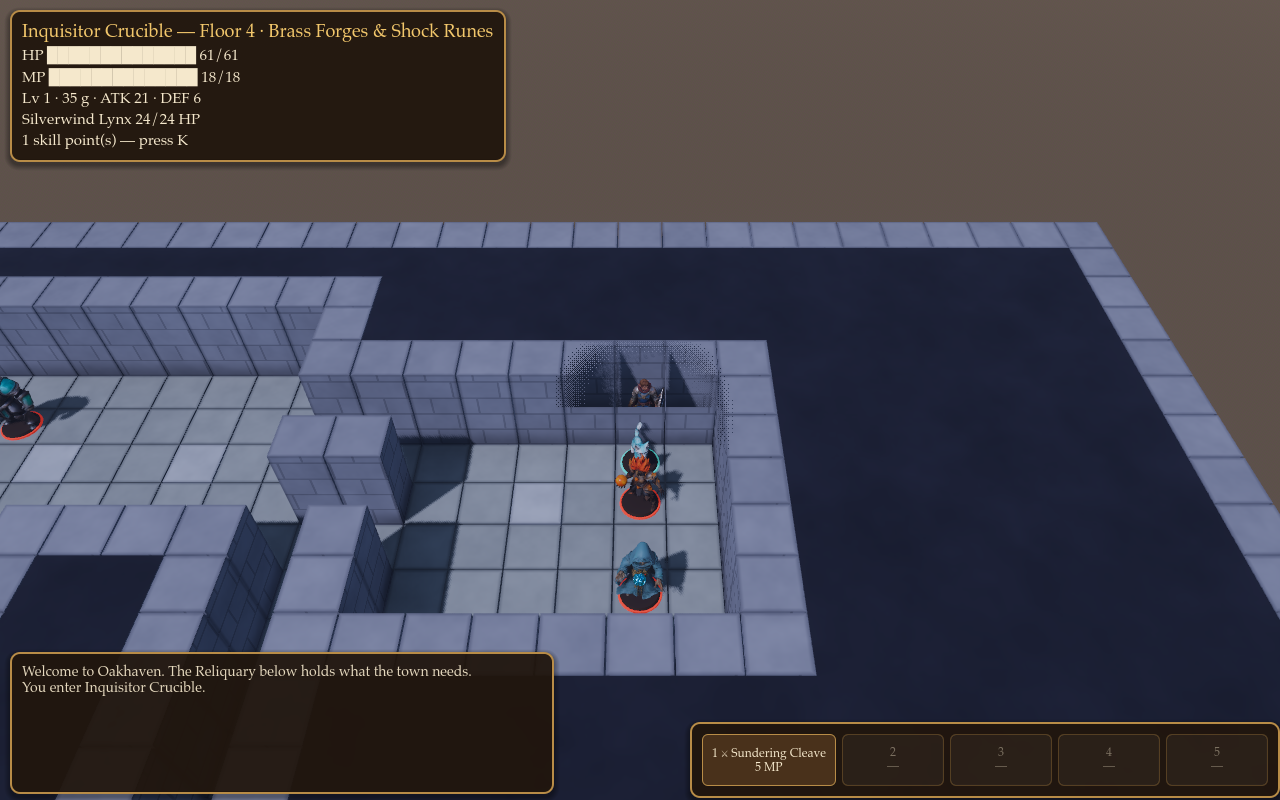 Inquisitor Crucible — Floor 4 · Brass Forges & Shock Runes
HP 61/61
MP 18/18
Lv 1 · 35 g · ATK 21 · DEF 6
Silverwind Lynx 24/24 HP
1 skill point(s) — press K
Welcome to Oakhaven. The Reliquary below holds what the town needs.
You enter Inquisitor Crucible.
1 ⚔ Sundering Cleave
5 MP
2
—
3
—
4
—
5
—